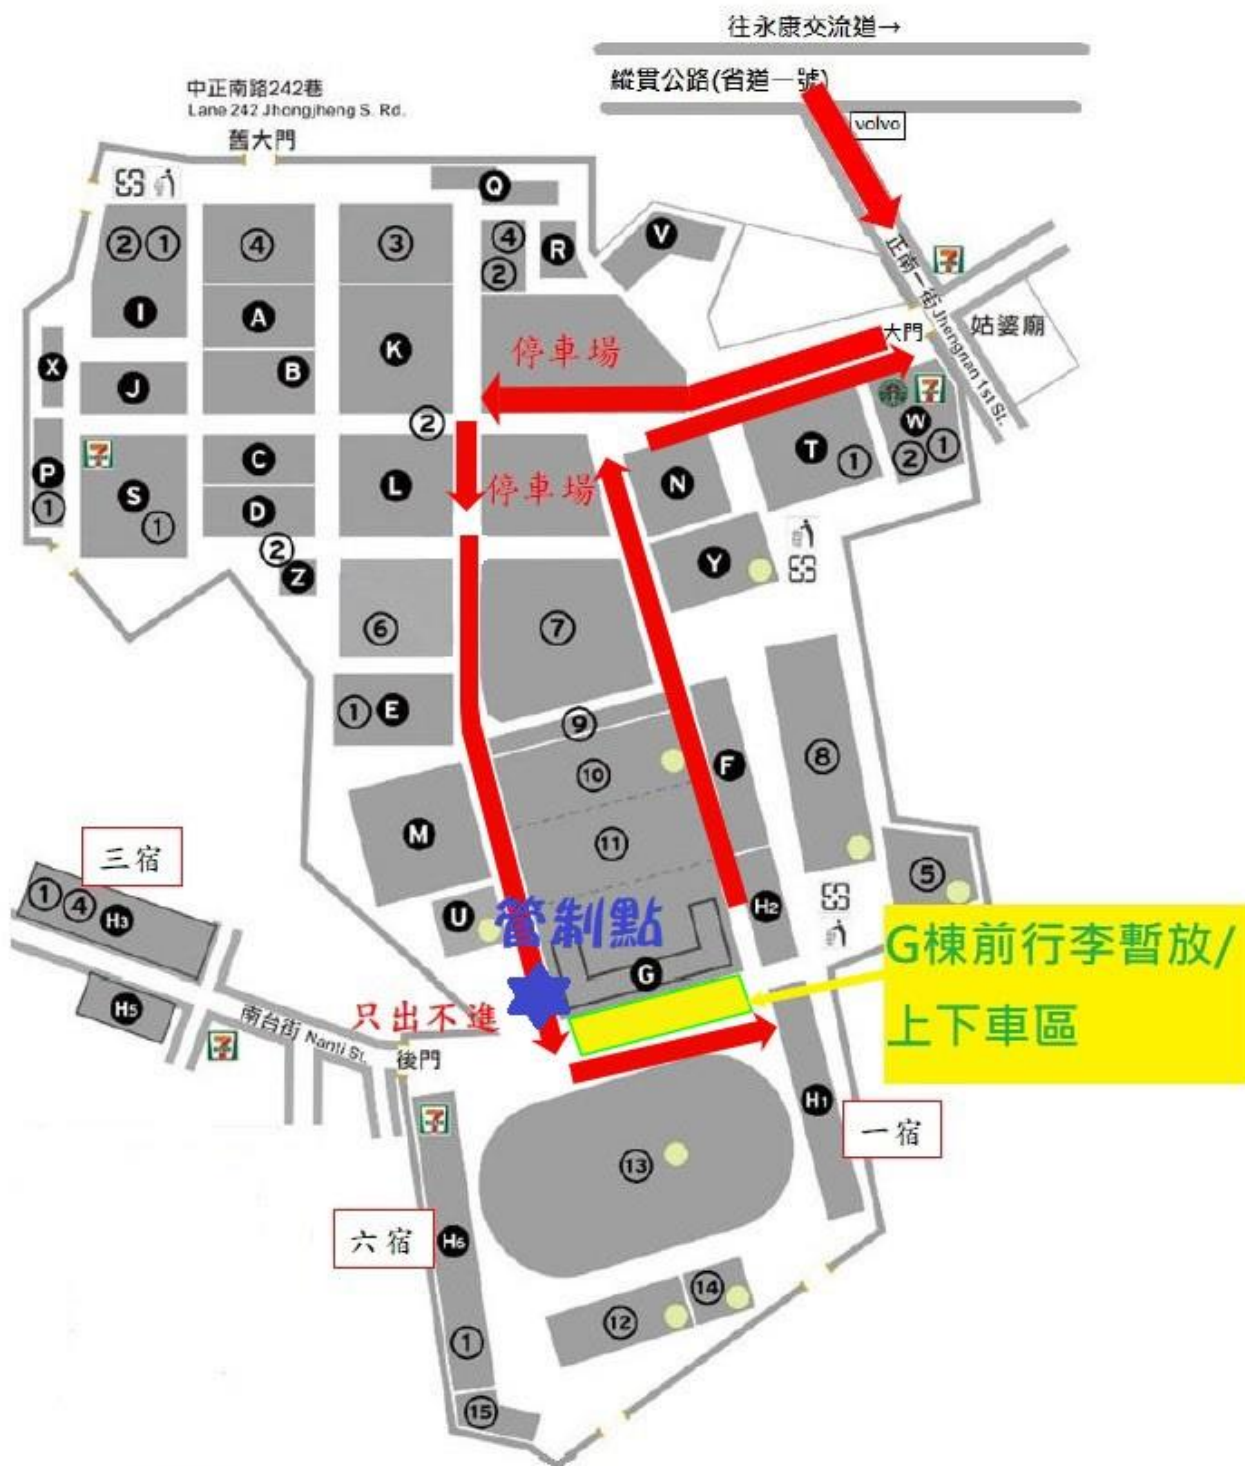 往永康交流道→
縱貫公路(省道一號)
volvo
中正南路242巷
Lane 242 Jhongjheng S. Rd.
舊大門
Q
② ①
④
③
④
②
R
V
I
A
K
停車場
正南一街 Jhengnan 1st St.
7
姑婆廟
大門
X
J
B
7
W
② ①
②
T
①
P
①
7
S
①
C
D
L
停車場
N
②
Z
Y
⑥
⑦
① E
⑨
⑩
F
⑧
M
⑪
三宿
① ④ H3
U
管制點
H2
⑤
G
G棟前行李暫放/
上下車區
H5
只出不進
南台街 Nanti St.
7
後門
7
H1
一宿
⑬
六宿
H6
⑭
⑫
①
⑮